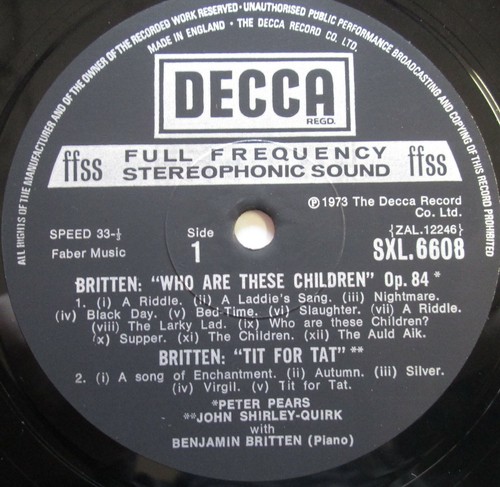 ALL RIGHTS OF THE MANUFACTURER AND OF THE OWNER OF THE RECORDED WORK RESERVED · UNAUTHORISED PUBLIC PERFORMANCE BROADCASTING AND COPYING OF THIS RECORD PROHIBITED
MADE IN ENGLAND · THE DECCA RECORD CO. LTD.
DECCA
REGD.
ffss FULL FREQUENCY STEREOPHONIC SOUND ffss
℗1973 The Decca Record Co. Ltd.
SPEED 33-⅓ Side {ZAL.12246}
Faber Music 1 SXL.6608
BRITTEN: "WHO ARE THESE CHILDREN" Op. 84 *
1. (i) A Riddle. (ii) A Laddie's Sang. (iii) Nightmare.
(iv) Black Day. (v) Bed-Time. (vi) Slaughter. (vii) A Riddle.
(viii) The Larky Lad. (ix) Who are these Children?
(x) Supper. (xi) The Children. (xii) The Auld Aik.
BRITTEN: "TIT FOR TAT" **
2. (i) A song of Enchantment. (ii) Autumn. (iii) Silver.
(iv) Virgil. (v) Tit for Tat.
*PETER PEARS
**JOHN SHIRLEY-QUIRK
with
BENJAMIN BRITTEN (Piano)